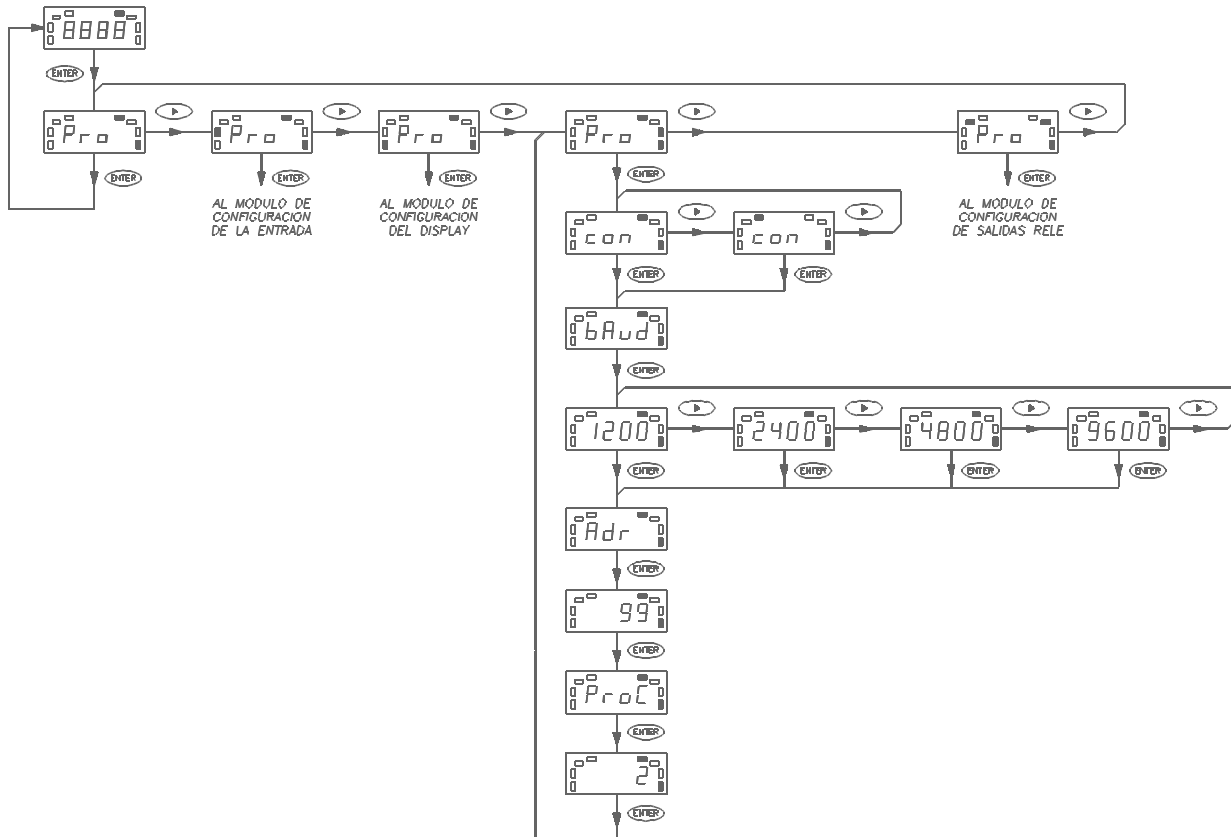 8888
ENTER
Pro
Pro
Pro
Pro
Pro
ENTER
ENTER
ENTER
ENTER
ENTER
AL MODULO DE
CONFIGURACION
DE LA ENTRADA
AL MODULO DE
CONFIGURACION
DEL DISPLAY
AL MODULO DE
CONFIGURACION
DE SALIDAS RELE
con
con
ENTER
ENTER
bAud
ENTER
1200
2400
4800
9600
ENTER
ENTER
ENTER
ENTER
Adr
ENTER
99
ENTER
ProC
ENTER
2
ENTER